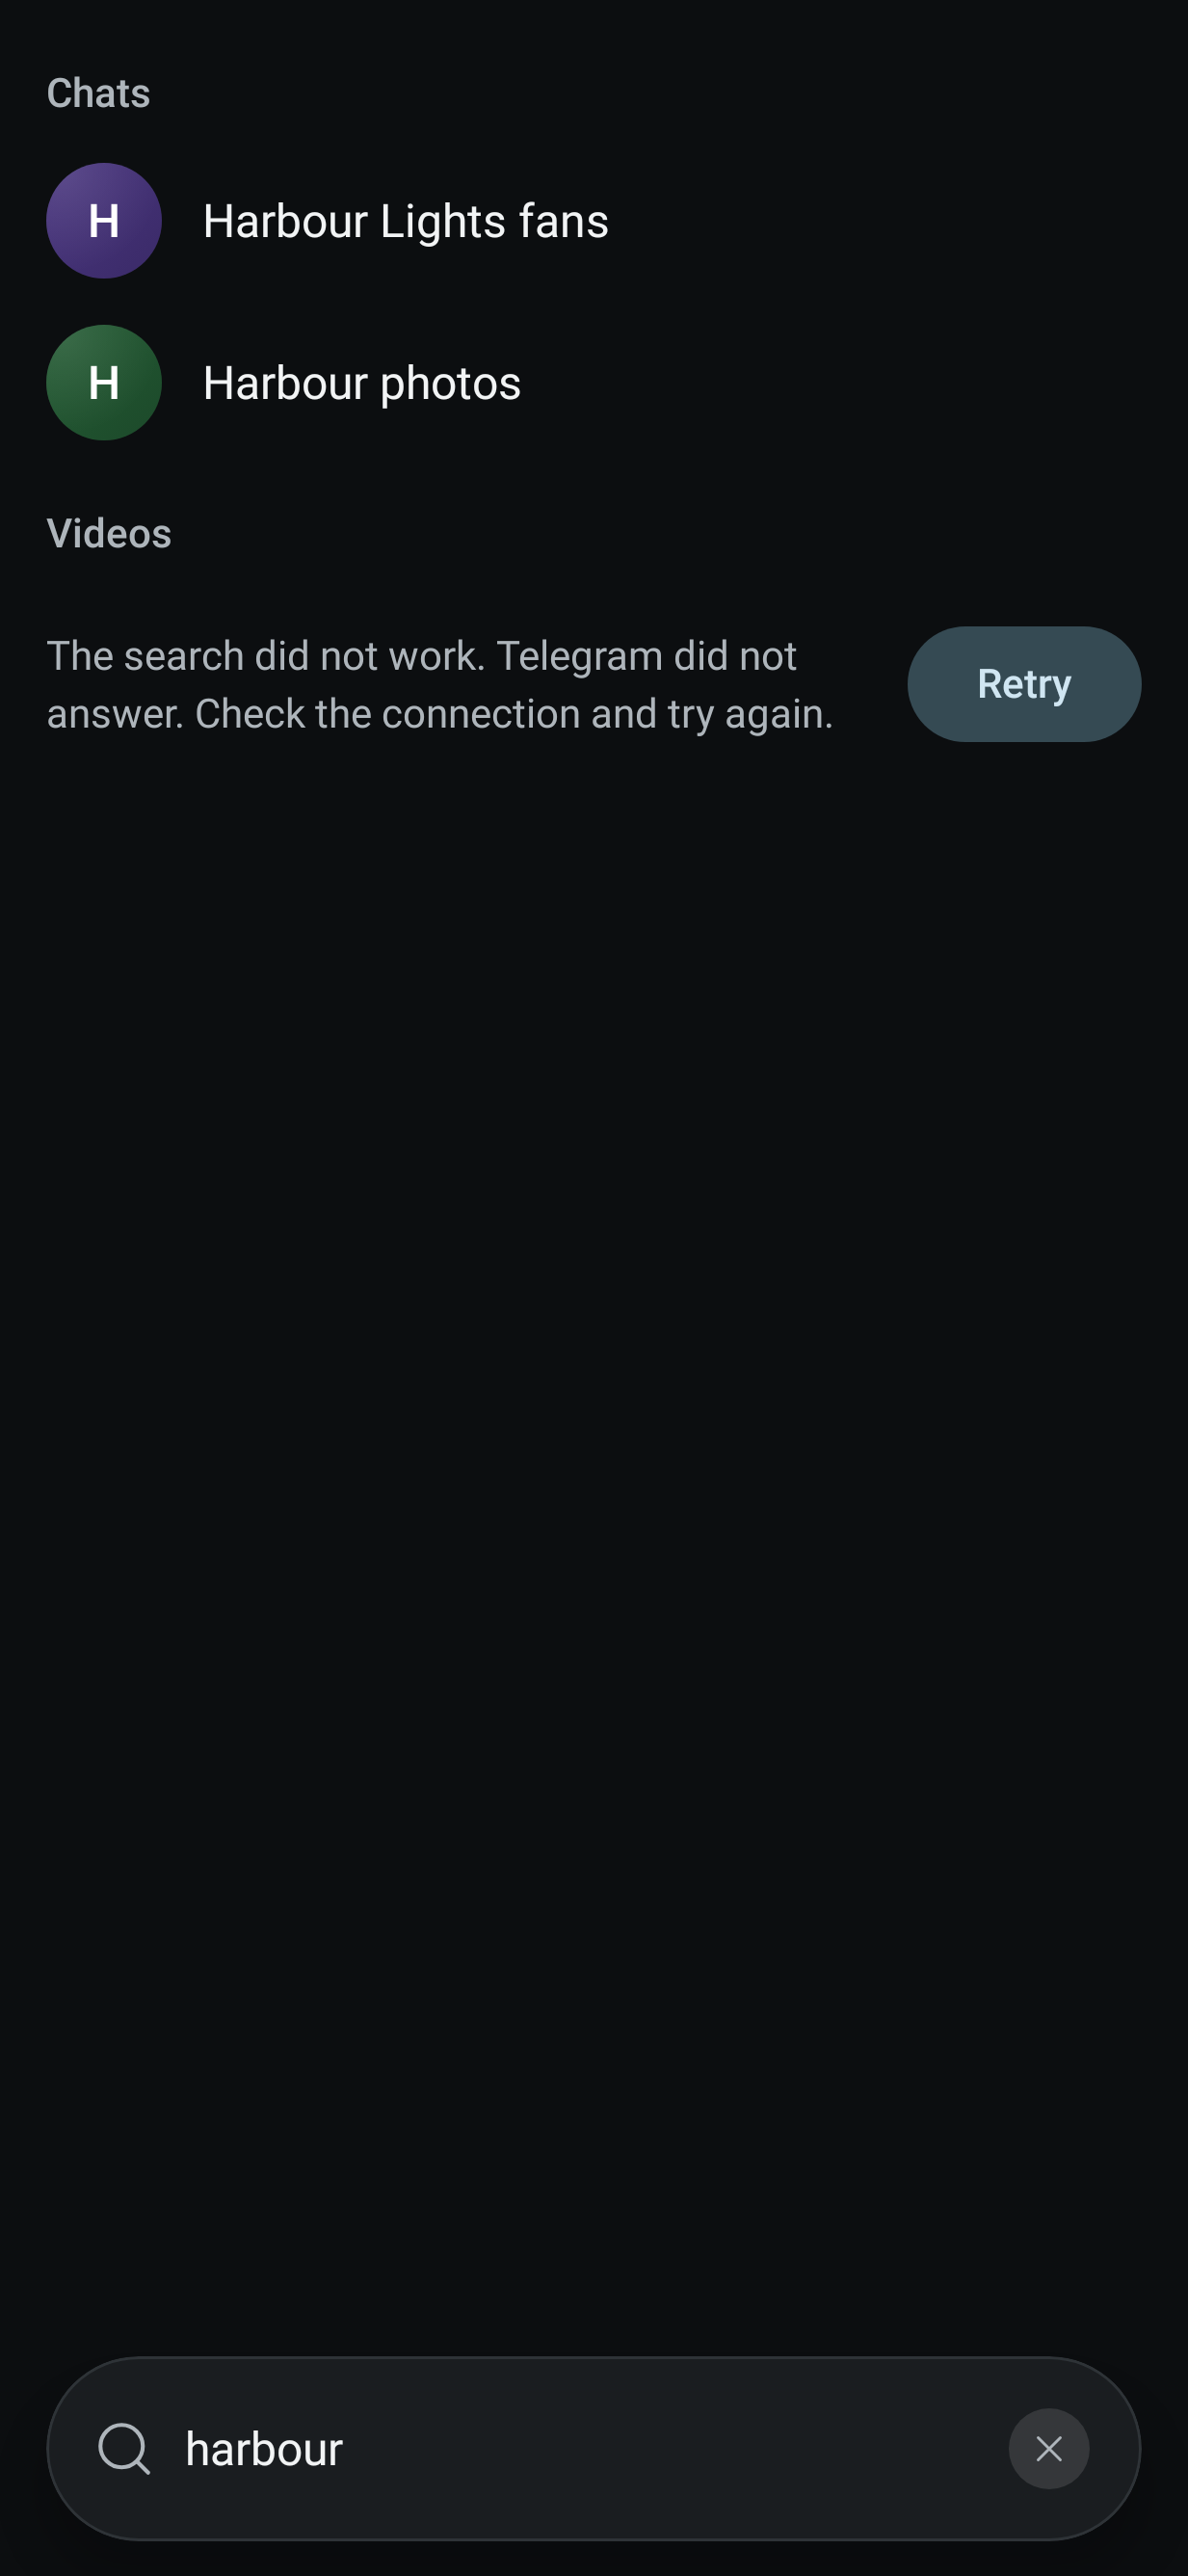 Chats
H
Harbour Lights fans
H
Harbour photos
Videos
The search did not work. Telegram did not
answer. Check the connection and try again.
Retry
harbour